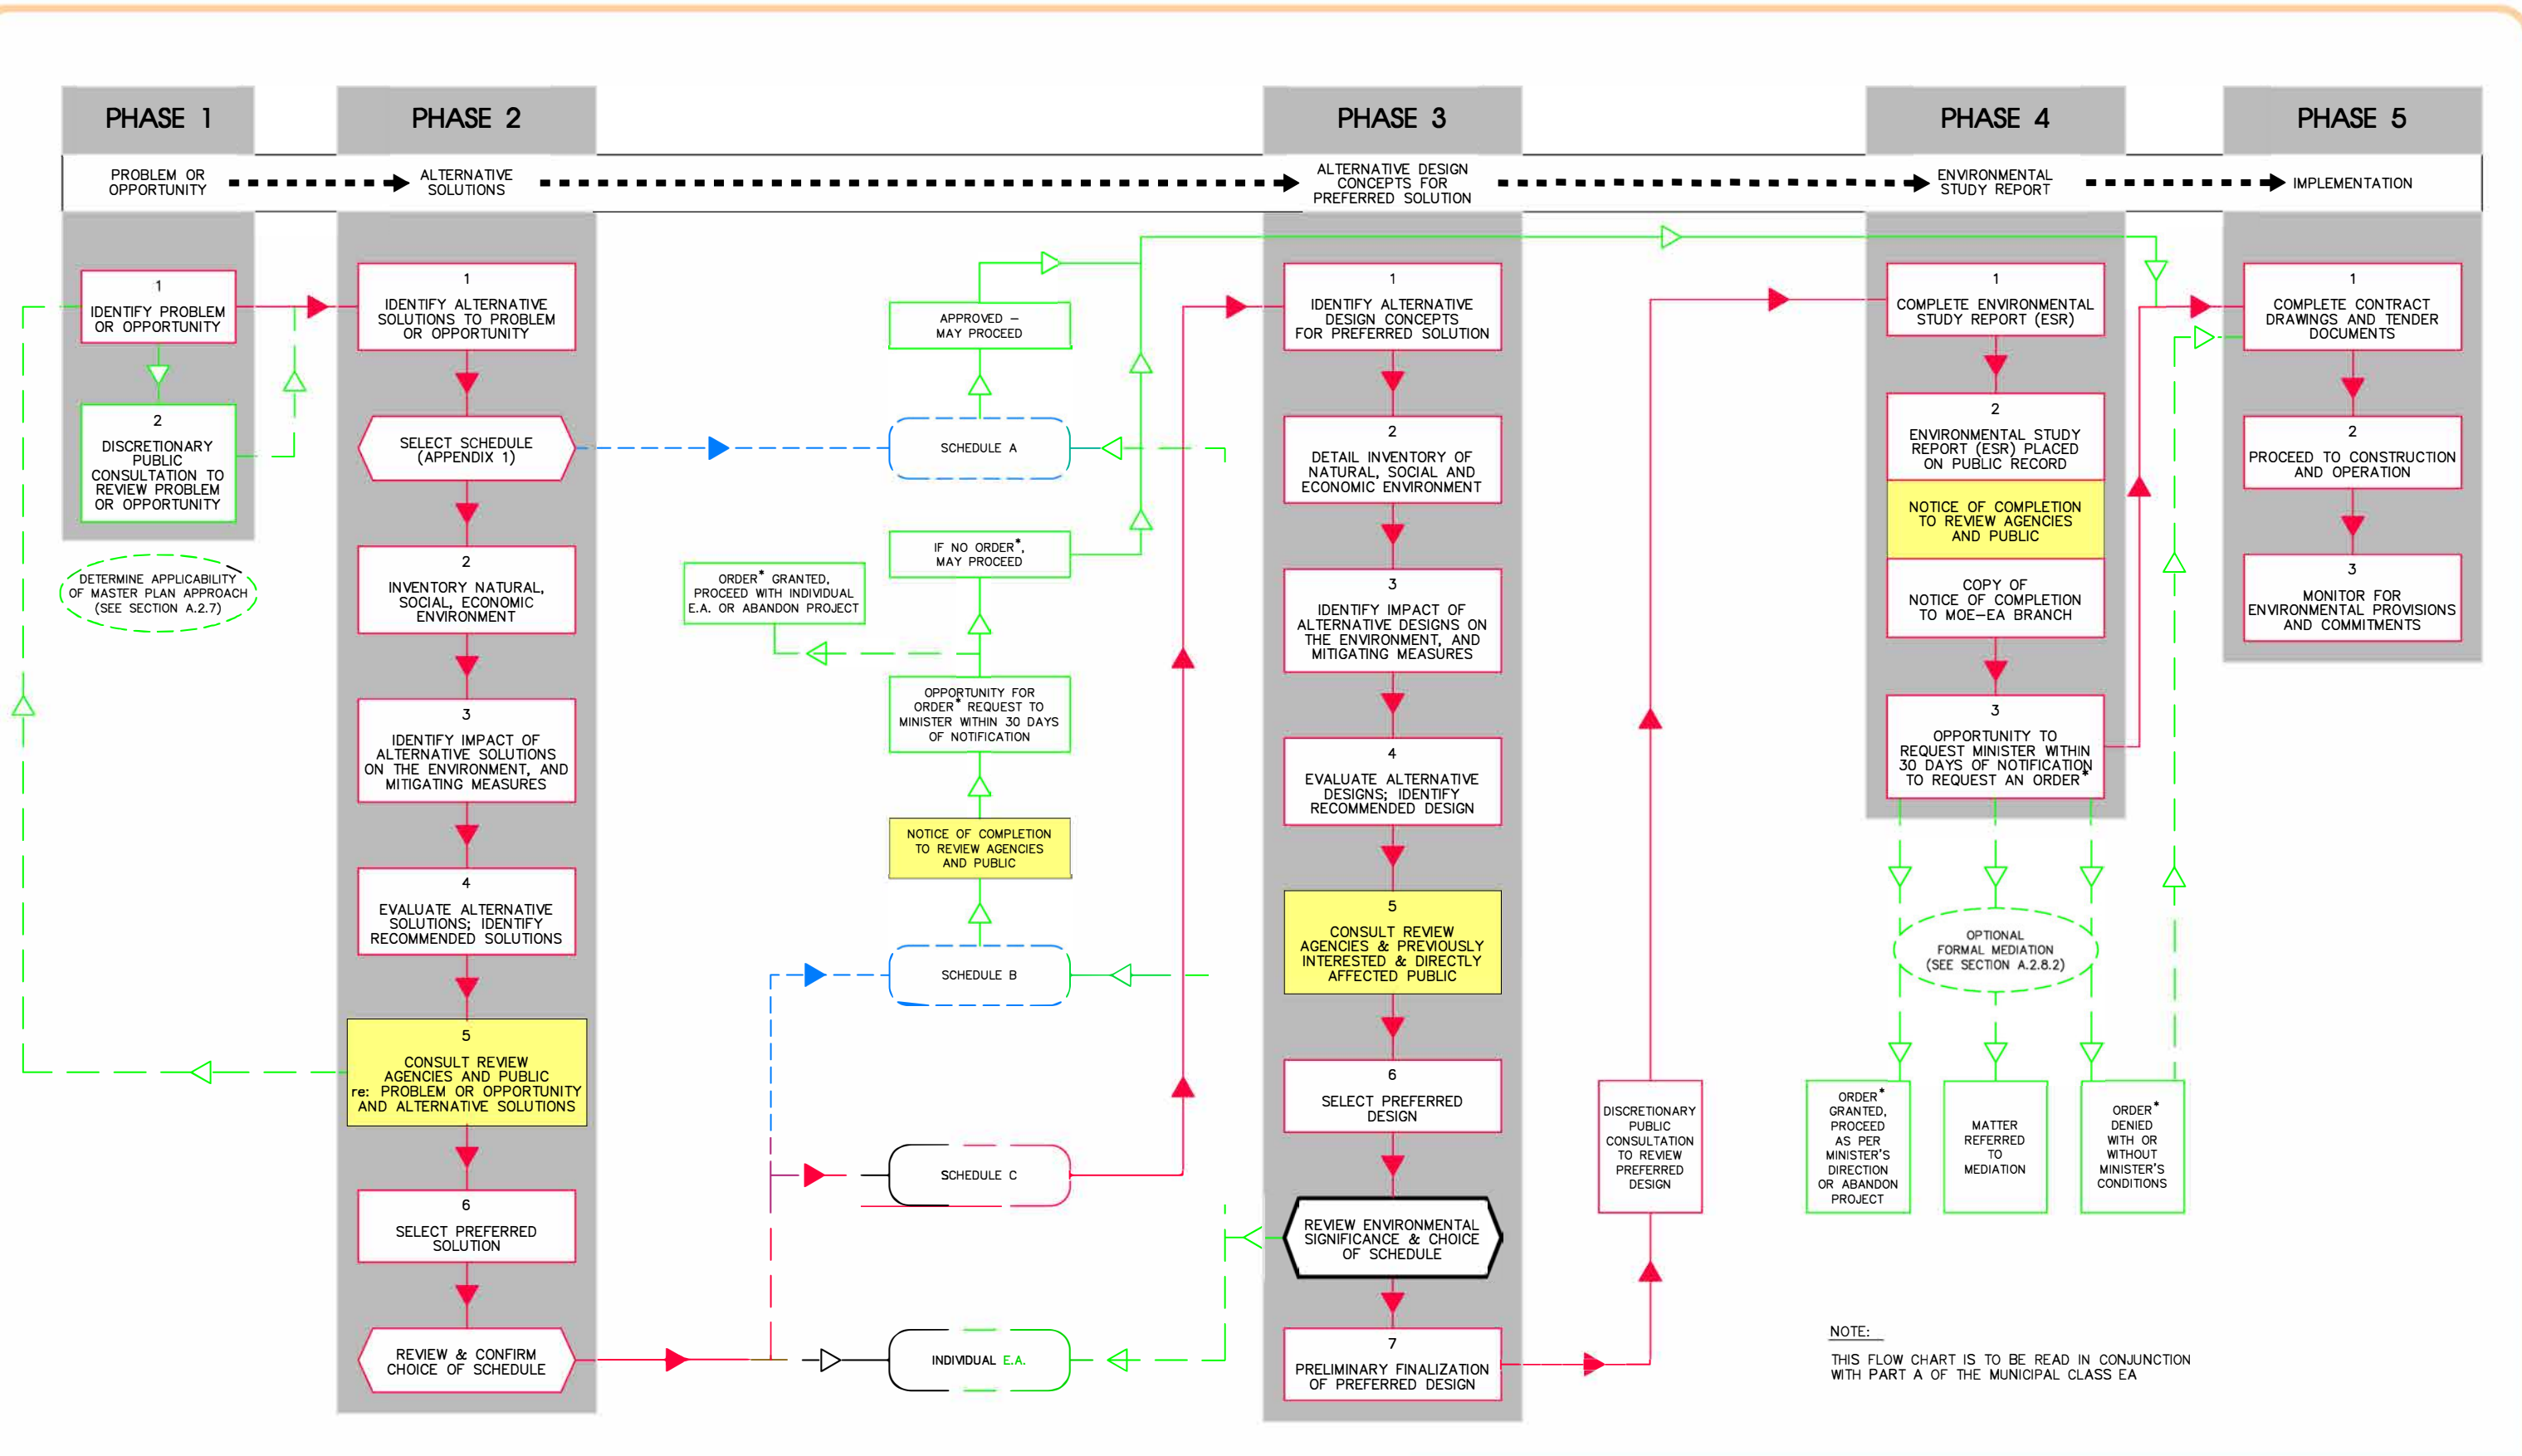 PHASE 1
PHASE 2
PHASE 3
PHASE 4
PHASE 5
PROBLEM OR
OPPORTUNITY
ALTERNATIVE
SOLUTIONS
ALTERNATIVE DESIGN
CONCEPTS FOR
PREFERRED SOLUTION
ENVIRONMENTAL
STUDY REPORT
IMPLEMENTATION
1
IDENTIFY PROBLEM
OR OPPORTUNITY
2
DISCRETIONARY
PUBLIC
CONSULTATION TO
REVIEW PROBLEM
OR OPPORTUNITY
DETERMINE APPLICABILITY
OF MASTER PLAN APPROACH
(SEE SECTION A.2.7)
1
IDENTIFY ALTERNATIVE
SOLUTIONS TO PROBLEM
OR OPPORTUNITY
SELECT SCHEDULE
(APPENDIX 1)
2
INVENTORY NATURAL,
SOCIAL, ECONOMIC
ENVIRONMENT
3
IDENTIFY IMPACT OF
ALTERNATIVE SOLUTIONS
ON THE ENVIRONMENT, AND
MITIGATING MEASURES
4
EVALUATE ALTERNATIVE
SOLUTIONS; IDENTIFY
RECOMMENDED SOLUTIONS
5
CONSULT REVIEW
AGENCIES AND PUBLIC
re: PROBLEM OR OPPORTUNITY
AND ALTERNATIVE SOLUTIONS
6
SELECT PREFERRED
SOLUTION
REVIEW & CONFIRM
CHOICE OF SCHEDULE
APPROVED –
MAY PROCEED
SCHEDULE A
IF NO ORDER*,
MAY PROCEED
ORDER* GRANTED,
PROCEED WITH INDIVIDUAL
E.A. OR ABANDON PROJECT
OPPORTUNITY FOR
ORDER* REQUEST TO
MINISTER WITHIN 30 DAYS
OF NOTIFICATION
NOTICE OF COMPLETION
TO REVIEW AGENCIES
AND PUBLIC
SCHEDULE B
SCHEDULE C
INDIVIDUAL E.A.
1
IDENTIFY ALTERNATIVE
DESIGN CONCEPTS
FOR PREFERRED SOLUTION
2
DETAIL INVENTORY OF
NATURAL, SOCIAL AND
ECONOMIC ENVIRONMENT
3
IDENTIFY IMPACT OF
ALTERNATIVE DESIGNS ON
THE ENVIRONMENT, AND
MITIGATING MEASURES
4
EVALUATE ALTERNATIVE
DESIGNS; IDENTIFY
RECOMMENDED DESIGN
5
CONSULT REVIEW
AGENCIES & PREVIOUSLY
INTERESTED & DIRECTLY
AFFECTED PUBLIC
6
SELECT PREFERRED
DESIGN
REVIEW ENVIRONMENTAL
SIGNIFICANCE & CHOICE
OF SCHEDULE
7
PRELIMINARY FINALIZATION
OF PREFERRED DESIGN
DISCRETIONARY
PUBLIC
CONSULTATION
TO REVIEW
PREFERRED
DESIGN
1
COMPLETE ENVIRONMENTAL
STUDY REPORT (ESR)
2
ENVIRONMENTAL STUDY
REPORT (ESR) PLACED
ON PUBLIC RECORD
NOTICE OF COMPLETION
TO REVIEW AGENCIES
AND PUBLIC
COPY OF
NOTICE OF COMPLETION
TO MOE–EA BRANCH
3
OPPORTUNITY TO
REQUEST MINISTER WITHIN
30 DAYS OF NOTIFICATION
TO REQUEST AN ORDER*
OPTIONAL
FORMAL MEDIATION
(SEE SECTION A.2.8.2)
ORDER*
GRANTED,
PROCEED
AS PER
MINISTER'S
DIRECTION
OR ABANDON
PROJECT
MATTER
REFERRED
TO
MEDIATION
ORDER*
DENIED
WITH OR
WITHOUT
MINISTER'S
CONDITIONS
1
COMPLETE CONTRACT
DRAWINGS AND TENDER
DOCUMENTS
2
PROCEED TO CONSTRUCTION
AND OPERATION
3
MONITOR FOR
ENVIRONMENTAL PROVISIONS
AND COMMITMENTS
NOTE:
THIS FLOW CHART IS TO BE READ IN CONJUNCTION
WITH PART A OF THE MUNICIPAL CLASS EA